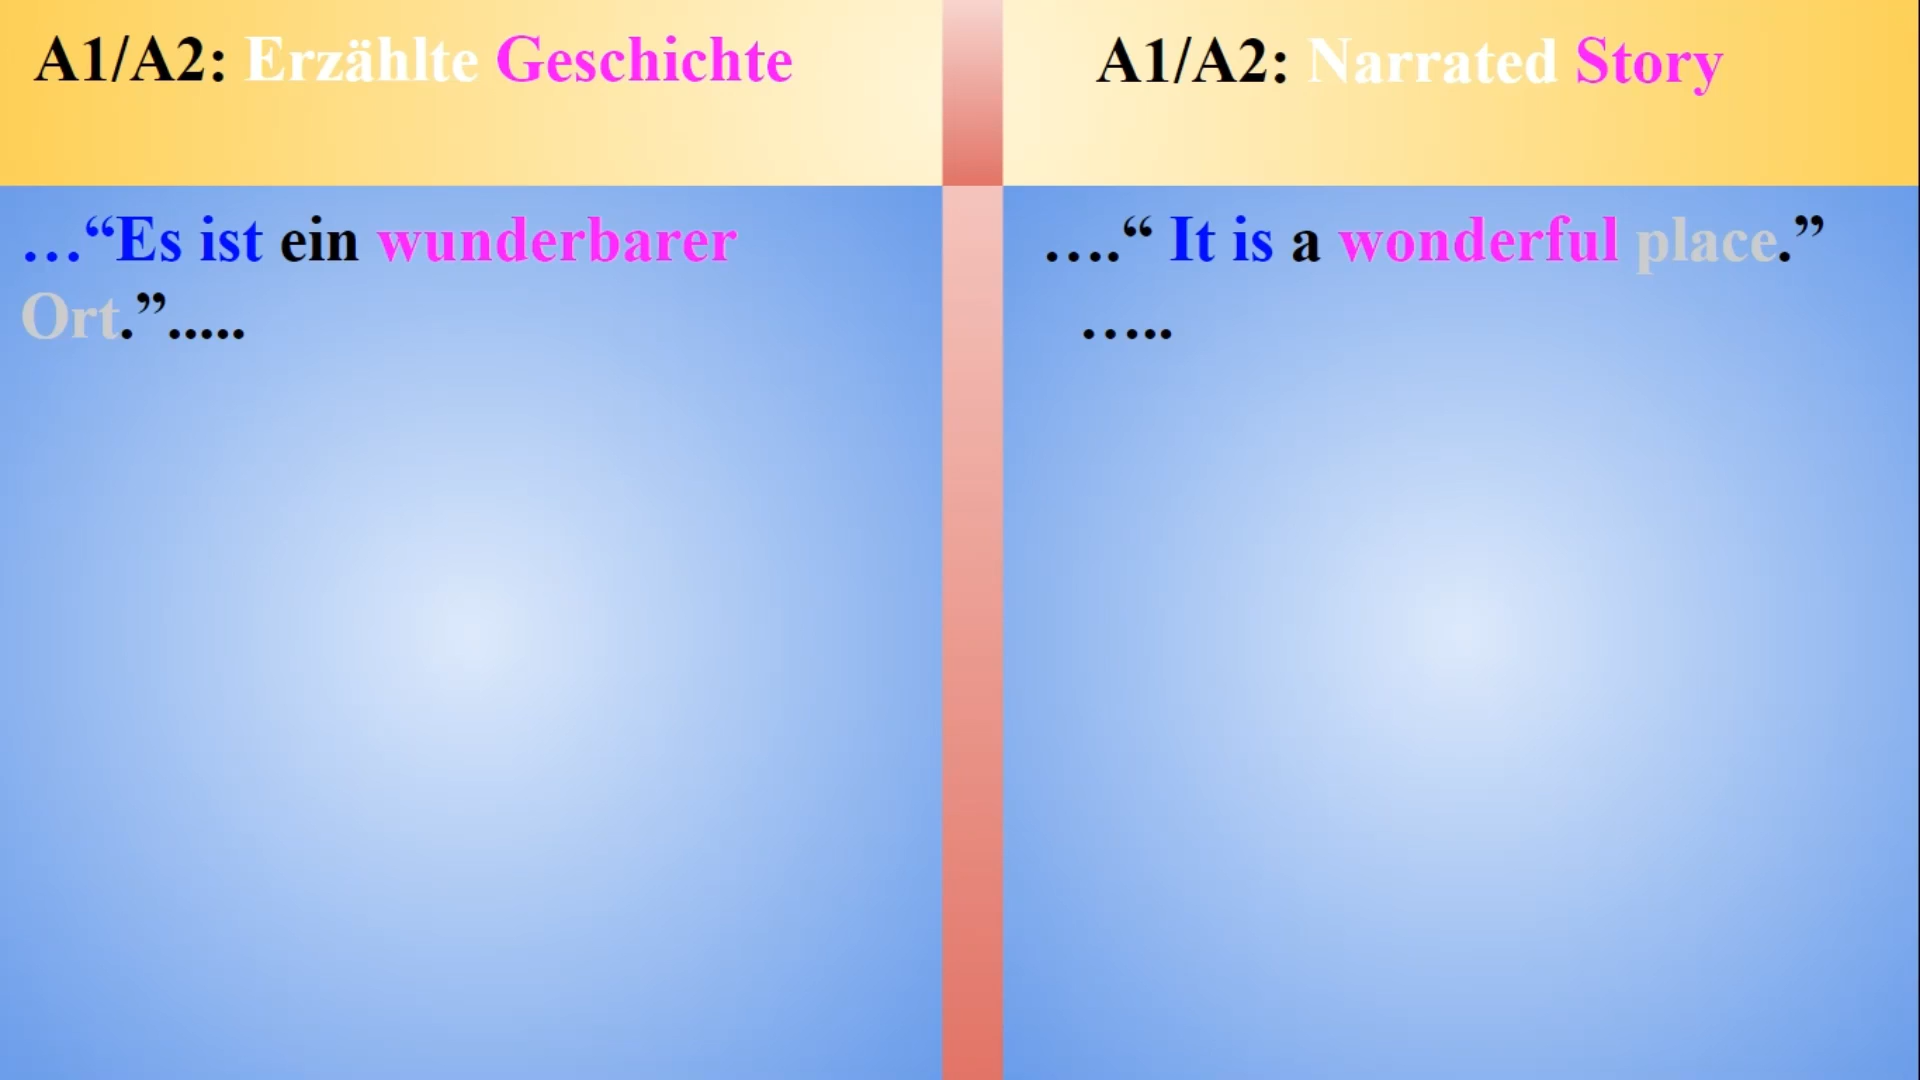 A1/A2: Erzählte Geschichte
A1/A2: Narrated Story
…“Es ist ein wunderbarer
Ort.”.....
….“ It is a wonderful place.”
…..